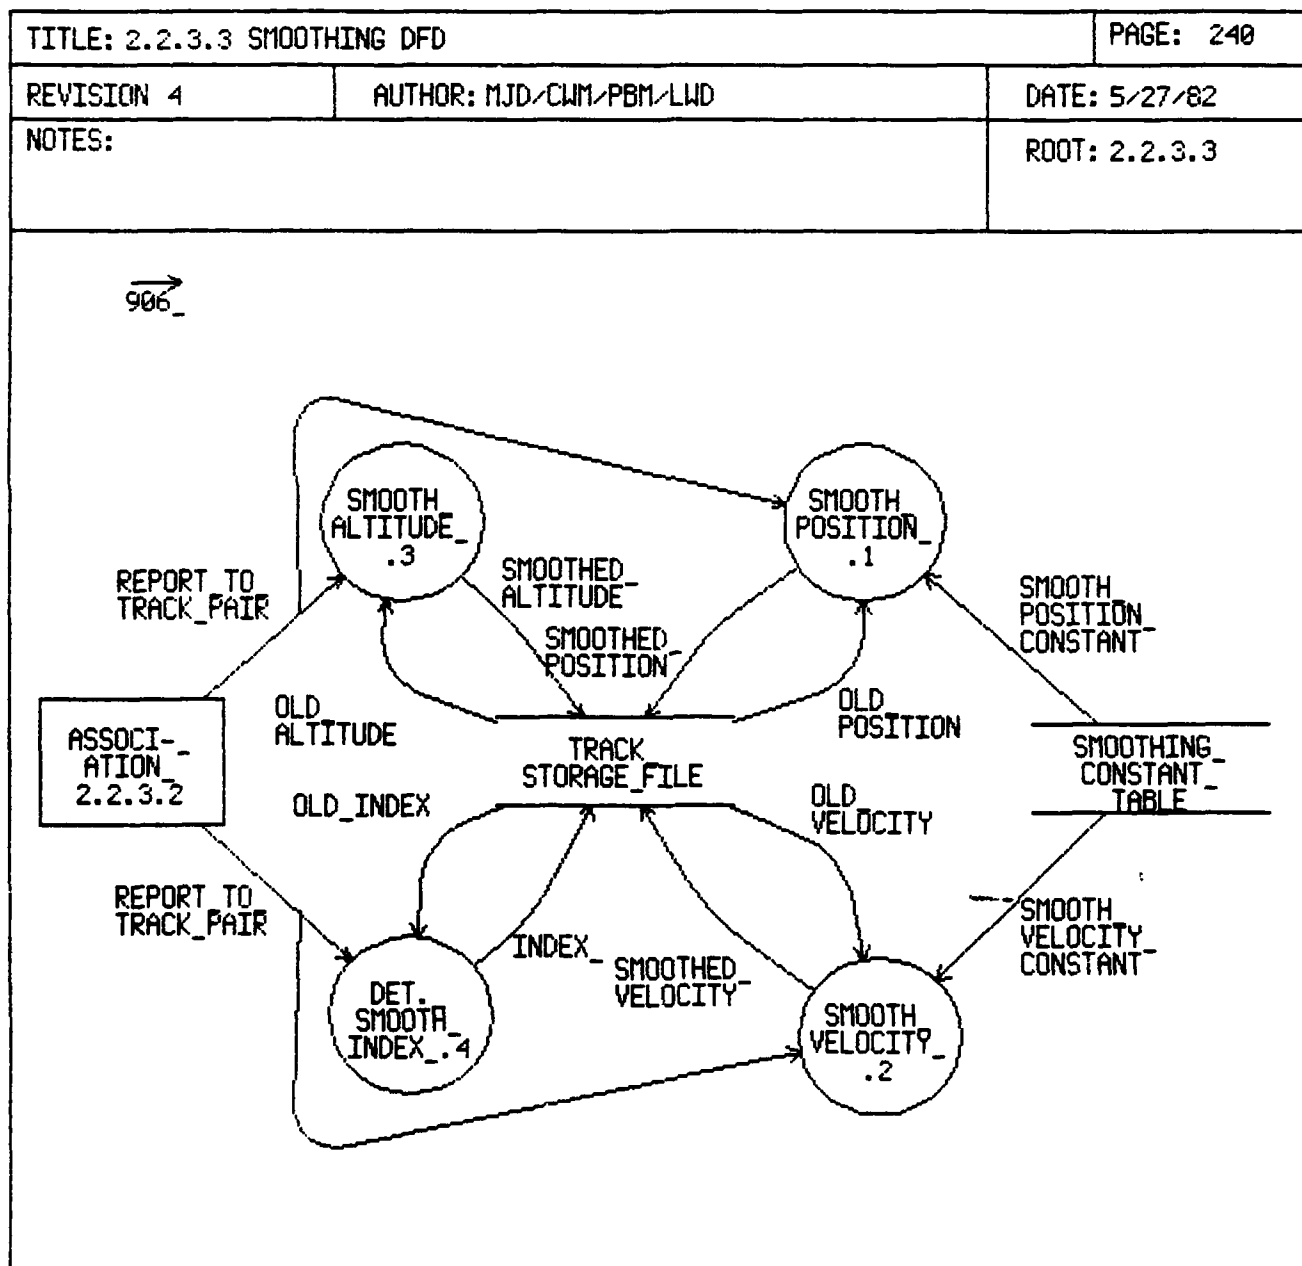 TITLE: 2.2.3.3 SMOOTHING DFD
PAGE: 240
REVISION 4
AUTHOR: MJD/CWM/PBM/LWD
DATE: 5/27/82
NOTES:
ROOT: 2.2.3.3
906_
SMOOTH_
ALTITUDE_
.3
SMOOTH_
POSITION_
.1
REPORT_TO_
TRACK_PAIR
SMOOTHED_
ALTITUDE
SMOOTHED_
POSITION
SMOOTH_
POSITION_
CONSTANT
OLD_
ALTITUDE
OLD_
POSITION
ASSOCI-_
ATION_
2.2.3.2
TRACK_
STORAGE_FILE
SMOOTHING_
CONSTANT_
TABLE
OLD_INDEX
OLD_
VELOCITY
REPORT_TO_
TRACK_PAIR
INDEX_
SMOOTHED_
VELOCITY
SMOOTH_
VELOCITY_
CONSTANT
DET._
SMOOTH_
INDEX_.4
SMOOTH_
VELOCITY_
.2